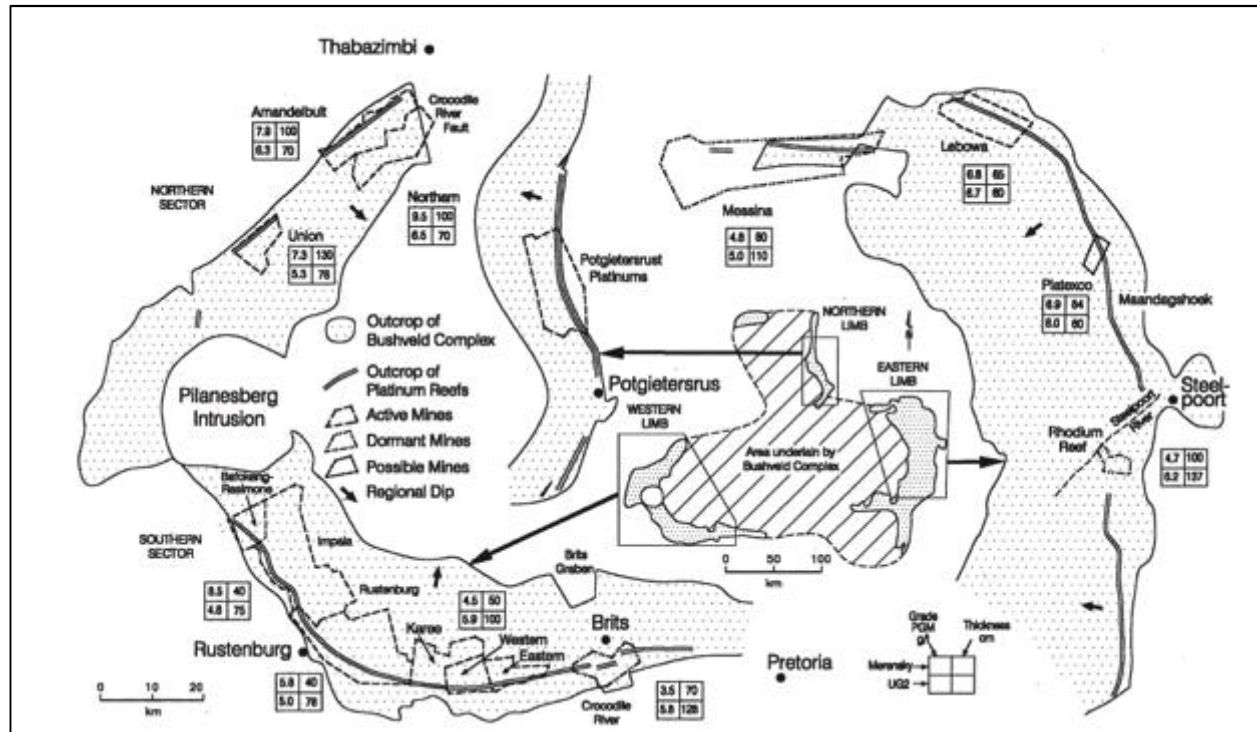 Thabazimbi
Amandelbult
7.9 100
6.3 70
Crocodile
River
Fault
NORTHERN
SECTOR
Northam
9.5 100
6.5 70
Union
7.3 130
5.3 76
Potgietersrust
Platinums
Messina
4.8 80
5.0 110
Lebowa
6.8 65
6.7 60
Platexco
6.9 84
6.0 60
Maandagshoek
Outcrop of
Bushveld Complex
Outcrop of
Platinum Reefs
Active Mines
Dormant Mines
Possible Mines
Regional Dip
Pilanesberg
Intrusion
Potgietersrus
NORTHERN
LIMB
N
EASTERN
LIMB
WESTERN
LIMB
Area underlain by
Bushveld Complex
0 50 100
km
Steel-
poort
Steelpoort
River
Rhodium
Reef
4.7 100
6.2 137
Bafokeng-
Rasimone
SOUTHERN
SECTOR
Impala
Rustenburg
40
4.8 75
Brits
Graben
4.5 50
5.9 100
Karee
Western
Eastern
Brits
Rustenburg
5.8 40
5.0 78
Crocodile
River
3.5 70
5.8 128
Pretoria
0 10 20
km
Grade
PGM
g/t
Thickness
cm
Merensky
UG2